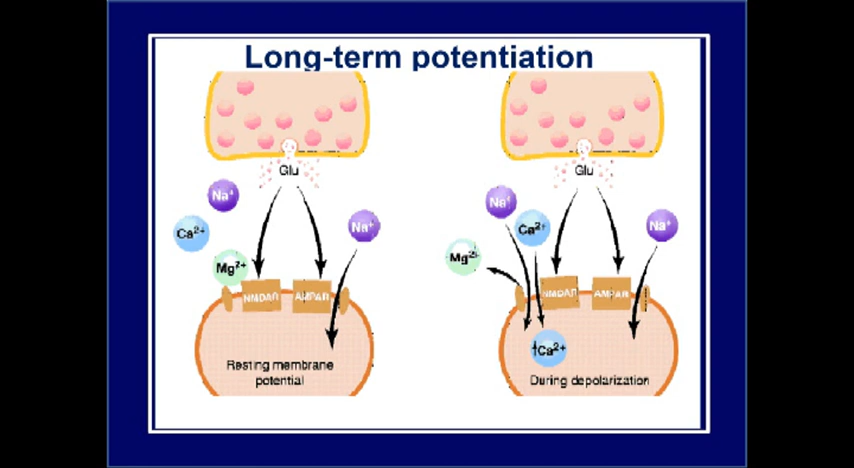 Long-term potentiation
Glu
Na⁺
Ca²⁺
Na⁺
Mg²⁺
NMDAR
AMPAR
Resting membrane
potential
Glu
Na⁺
Ca²⁺
Na⁺
Mg²⁺
NMDAR
AMPAR
↑Ca²⁺
During depolarization